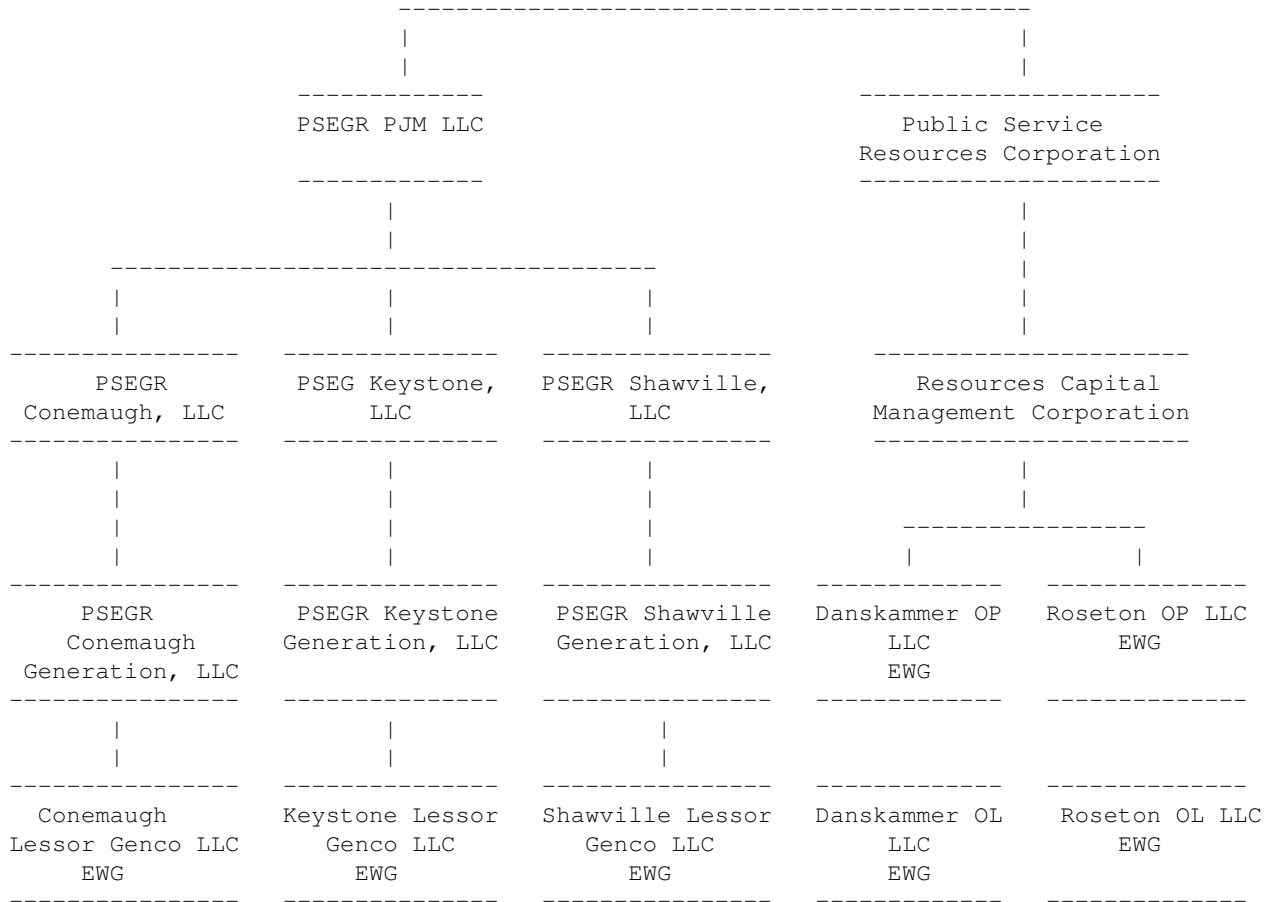 PSEGR PJM LLC
Public Service
Resources Corporation
PSEGR
Conemaugh, LLC
PSEG Keystone,
LLC
PSEGR Shawville,
LLC
Resources Capital
Management Corporation
PSEGR
Conemaugh
Generation, LLC
PSEGR Keystone
Generation, LLC
PSEGR Shawville
Generation, LLC
Danskammer OP
LLC
EWG
Roseton OP LLC
EWG
Conemaugh
Lessor Genco LLC
EWG
Keystone Lessor
Genco LLC
EWG
Shawville Lessor
Genco LLC
EWG
Danskammer OL
LLC
EWG
Roseton OL LLC
EWG